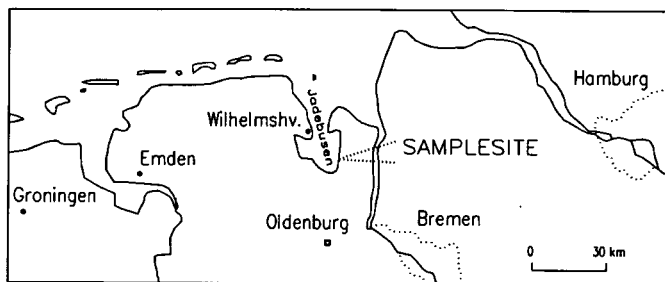 Hamburg
Jadebusen
Wilhelmshv.
SAMPLESITE
Emden
Groningen
Oldenburg
Bremen
0 30 km